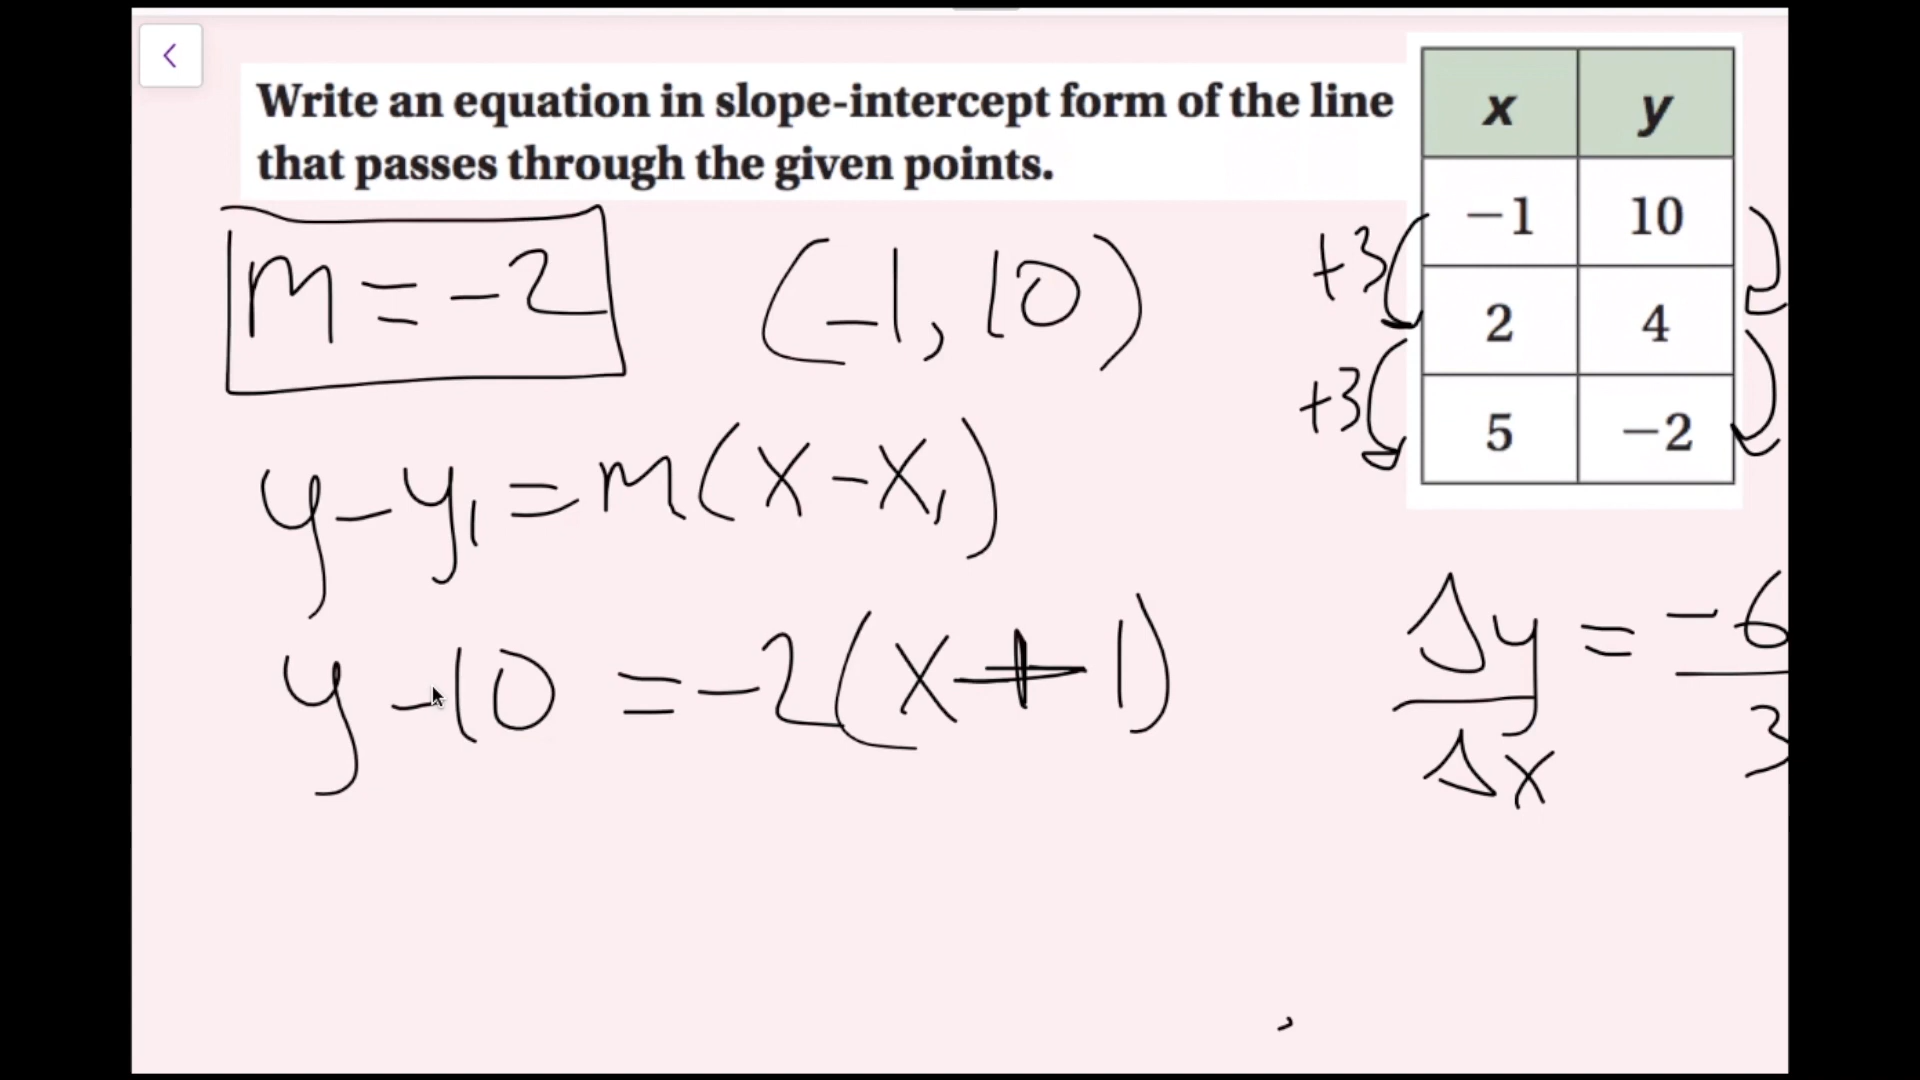 Write an equation in slope-intercept form of the line
that passes through the given points.
x y
-1 10
2 4
5 -2
+3
+3
m = -2
(-1, 10)
y - y₁ = m(x - x₁)
y - 10 = -2(x + 1)
Δy/Δx = -6/3